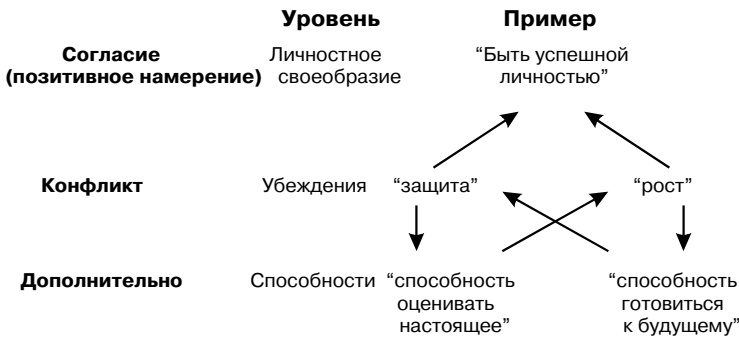 Уровень Пример
Согласие Личностное “Быть успешной
(позитивное намерение) своеобразие личностью”
Конфликт Убеждения “защита” “рост”
Дополнительно Способности “способность “способность
оценивать готовиться
настоящее” к будущему”